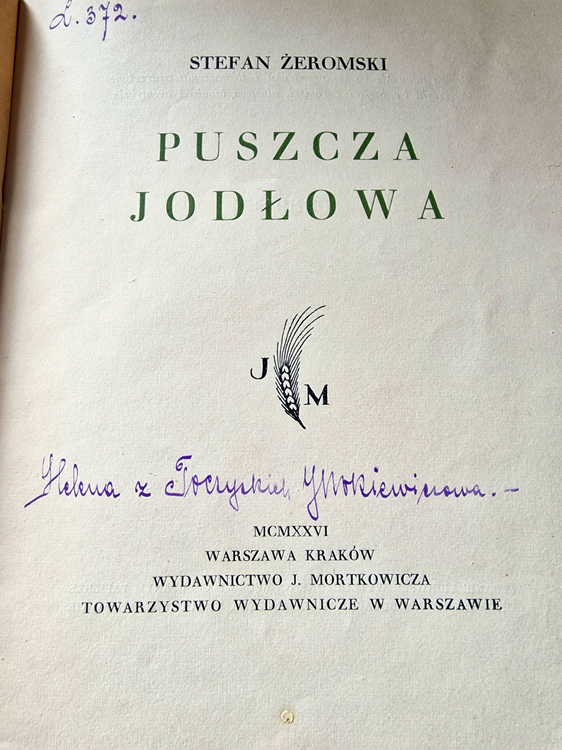 L. 372.
STEFAN ŻEROMSKI
PUSZCZA
JODŁOWA
J M
Helena z
MCMXXVI
WARSZAWA KRAKÓW
WYDAWNICTWO J. MORTKOWICZA
TOWARZYSTWO WYDAWNICZE W WARSZAWIE